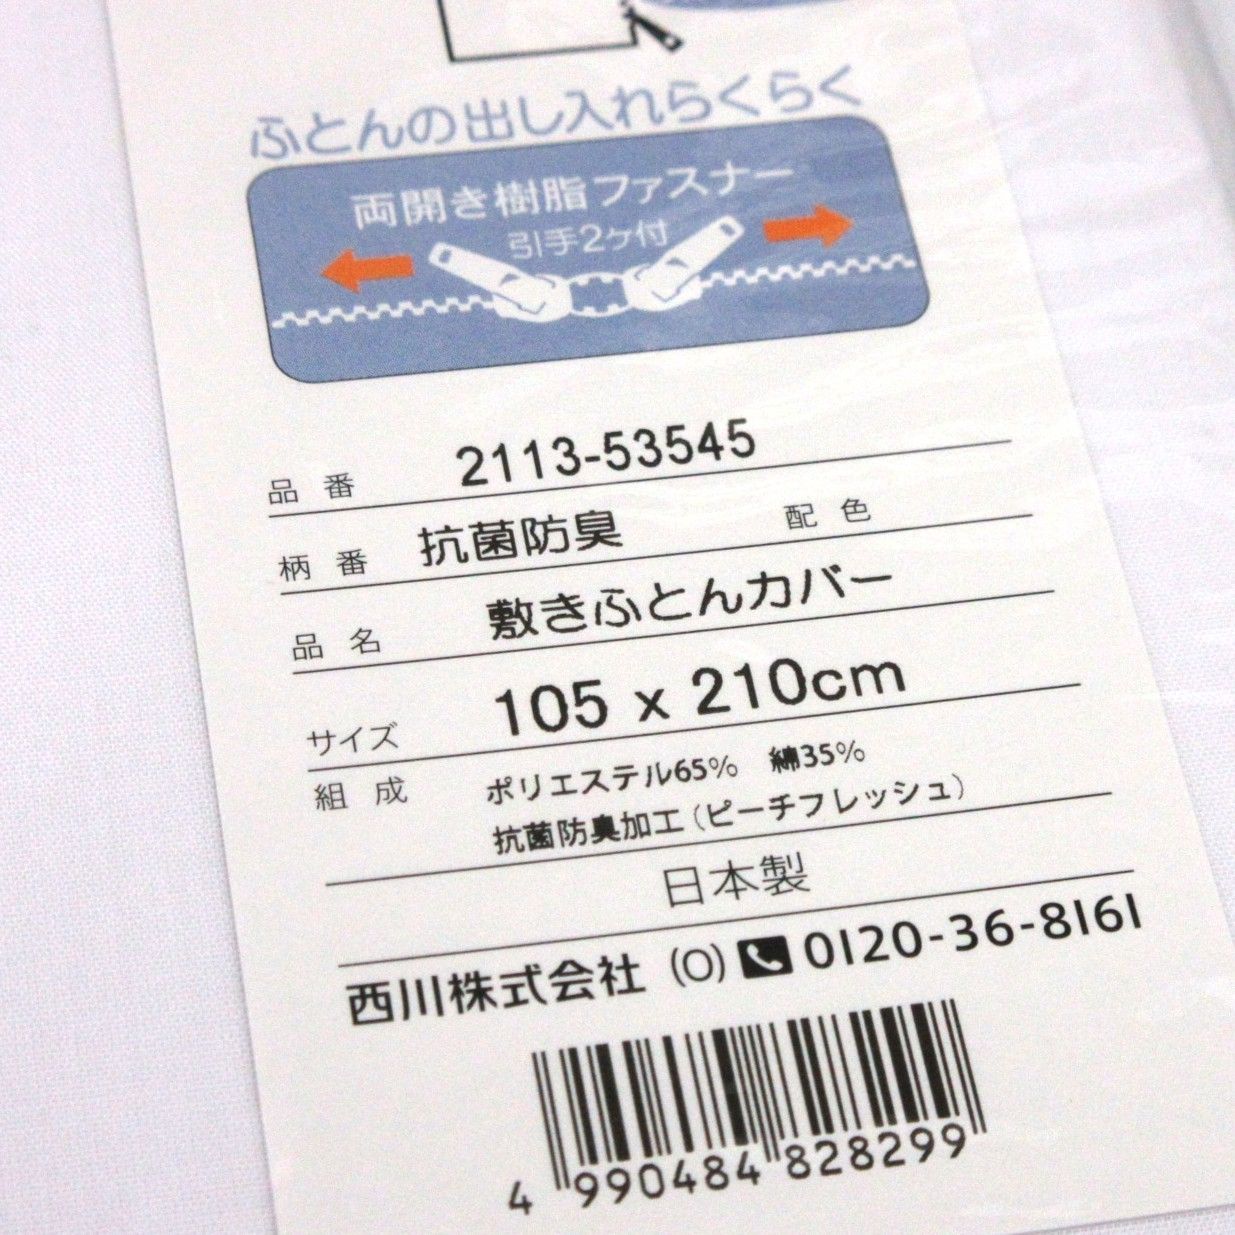 ふとんの出し入れらくらく
両開き樹脂ファスナー
引手2ケ付
品番 2113-53545
柄番 抗菌防臭 配色
品名 敷きふとんカバー
サイズ 105 x 210cm
組成 ポリエステル65% 綿35%
抗菌防臭加工(ピーチフレッシュ)
日本製
西川株式会社 (O) 0120-36-8161
4 990484 828299